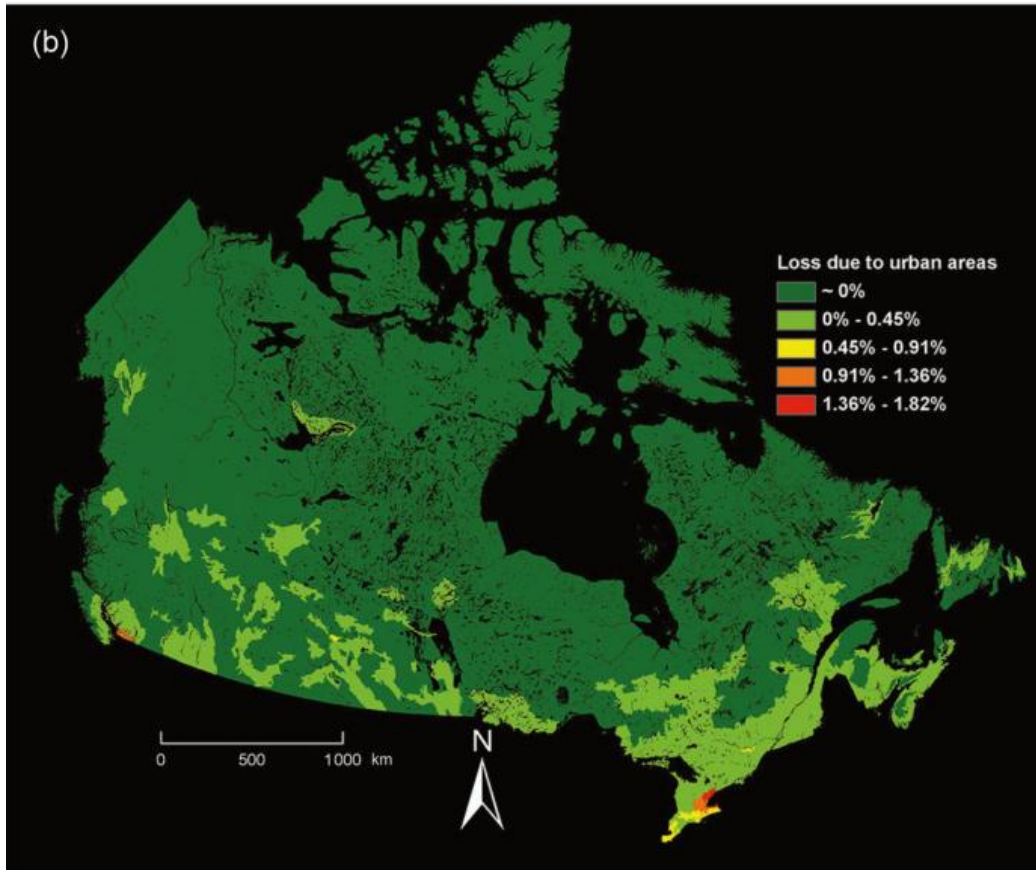 (b)
Loss due to urban areas
~ 0%
0% - 0.45%
0.45% - 0.91%
0.91% - 1.36%
1.36% - 1.82%
N
0 500 1000 km